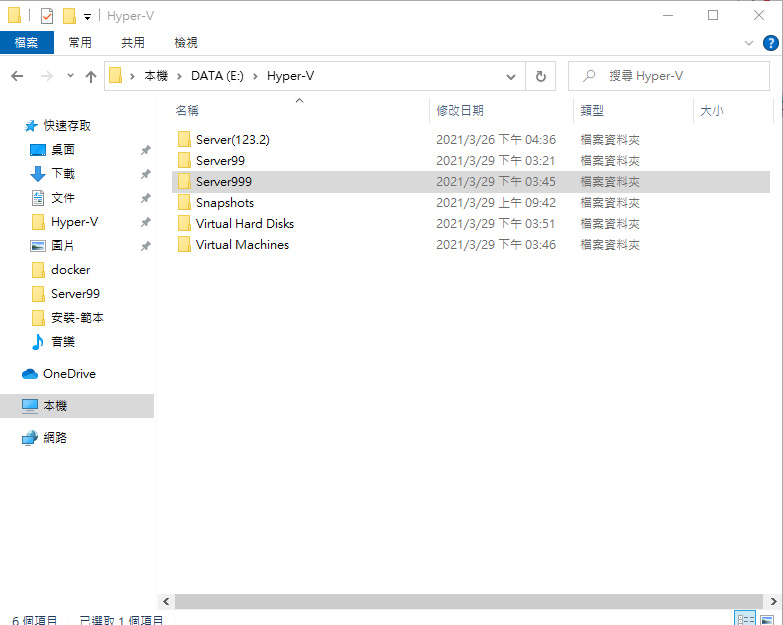 Hyper-V
檔案 常用 共用 檢視
本機 DATA (E:) Hyper-V 搜尋 Hyper-V
名稱 修改日期 類型 大小
快速存取
桌面
下載
文件
Hyper-V
圖片
docker
Server99
安裝-範本
音樂
OneDrive
本機
網路
Server(123.2) 2021/3/26 下午 04:36 檔案資料夾
Server99 2021/3/29 下午 03:21 檔案資料夾
Server999 2021/3/29 下午 03:45 檔案資料夾
Snapshots 2021/3/29 上午 09:42 檔案資料夾
Virtual Hard Disks 2021/3/29 下午 03:51 檔案資料夾
Virtual Machines 2021/3/29 下午 03:46 檔案資料夾
6 個項目 已選取 1 個項目